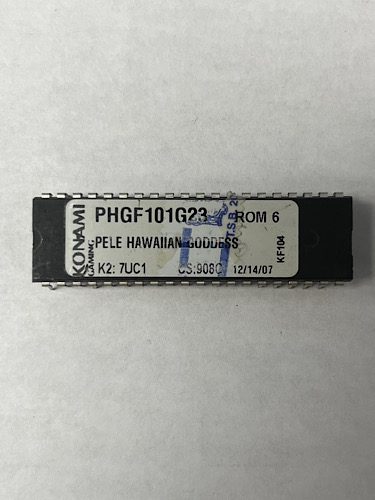 KONAMI
GAMING
PHGF101G23 ROM 6
PELE HAWAIIAN GODDESS
K2: 7UC1 CS:908C 12/14/07
KF104
T.S.B.